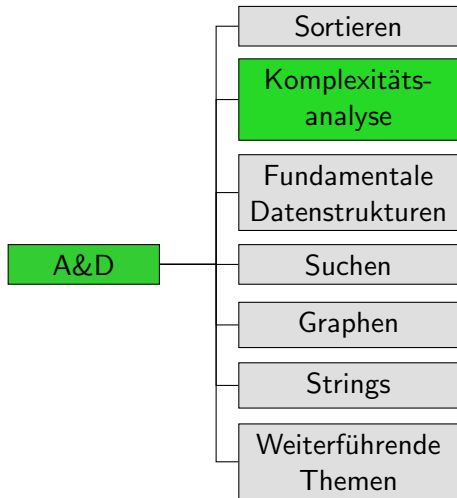 Sortieren
Komplexitäts-
analyse
Fundamentale
Datenstrukturen
A&D
Suchen
Graphen
Strings
Weiterführende
Themen